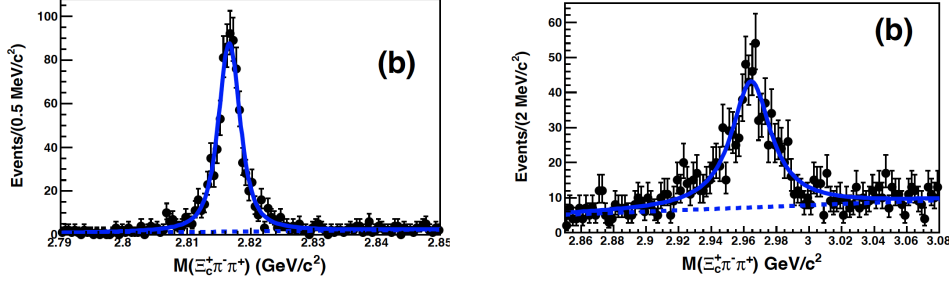 Events/(0.5 MeV/c²)
100
80
60
40
20
0
(b)
2.79 2.8 2.81 2.82 2.83 2.84 2.85
M(Ξc⁺π⁻π⁺) (GeV/c²)
Events/(2 MeV/c²)
60
50
40
30
20
10
0
(b)
2.86 2.88 2.9 2.92 2.94 2.96 2.98 3 3.02 3.04 3.06 3.08
M(Ξc⁺π⁻π⁺) GeV/c²